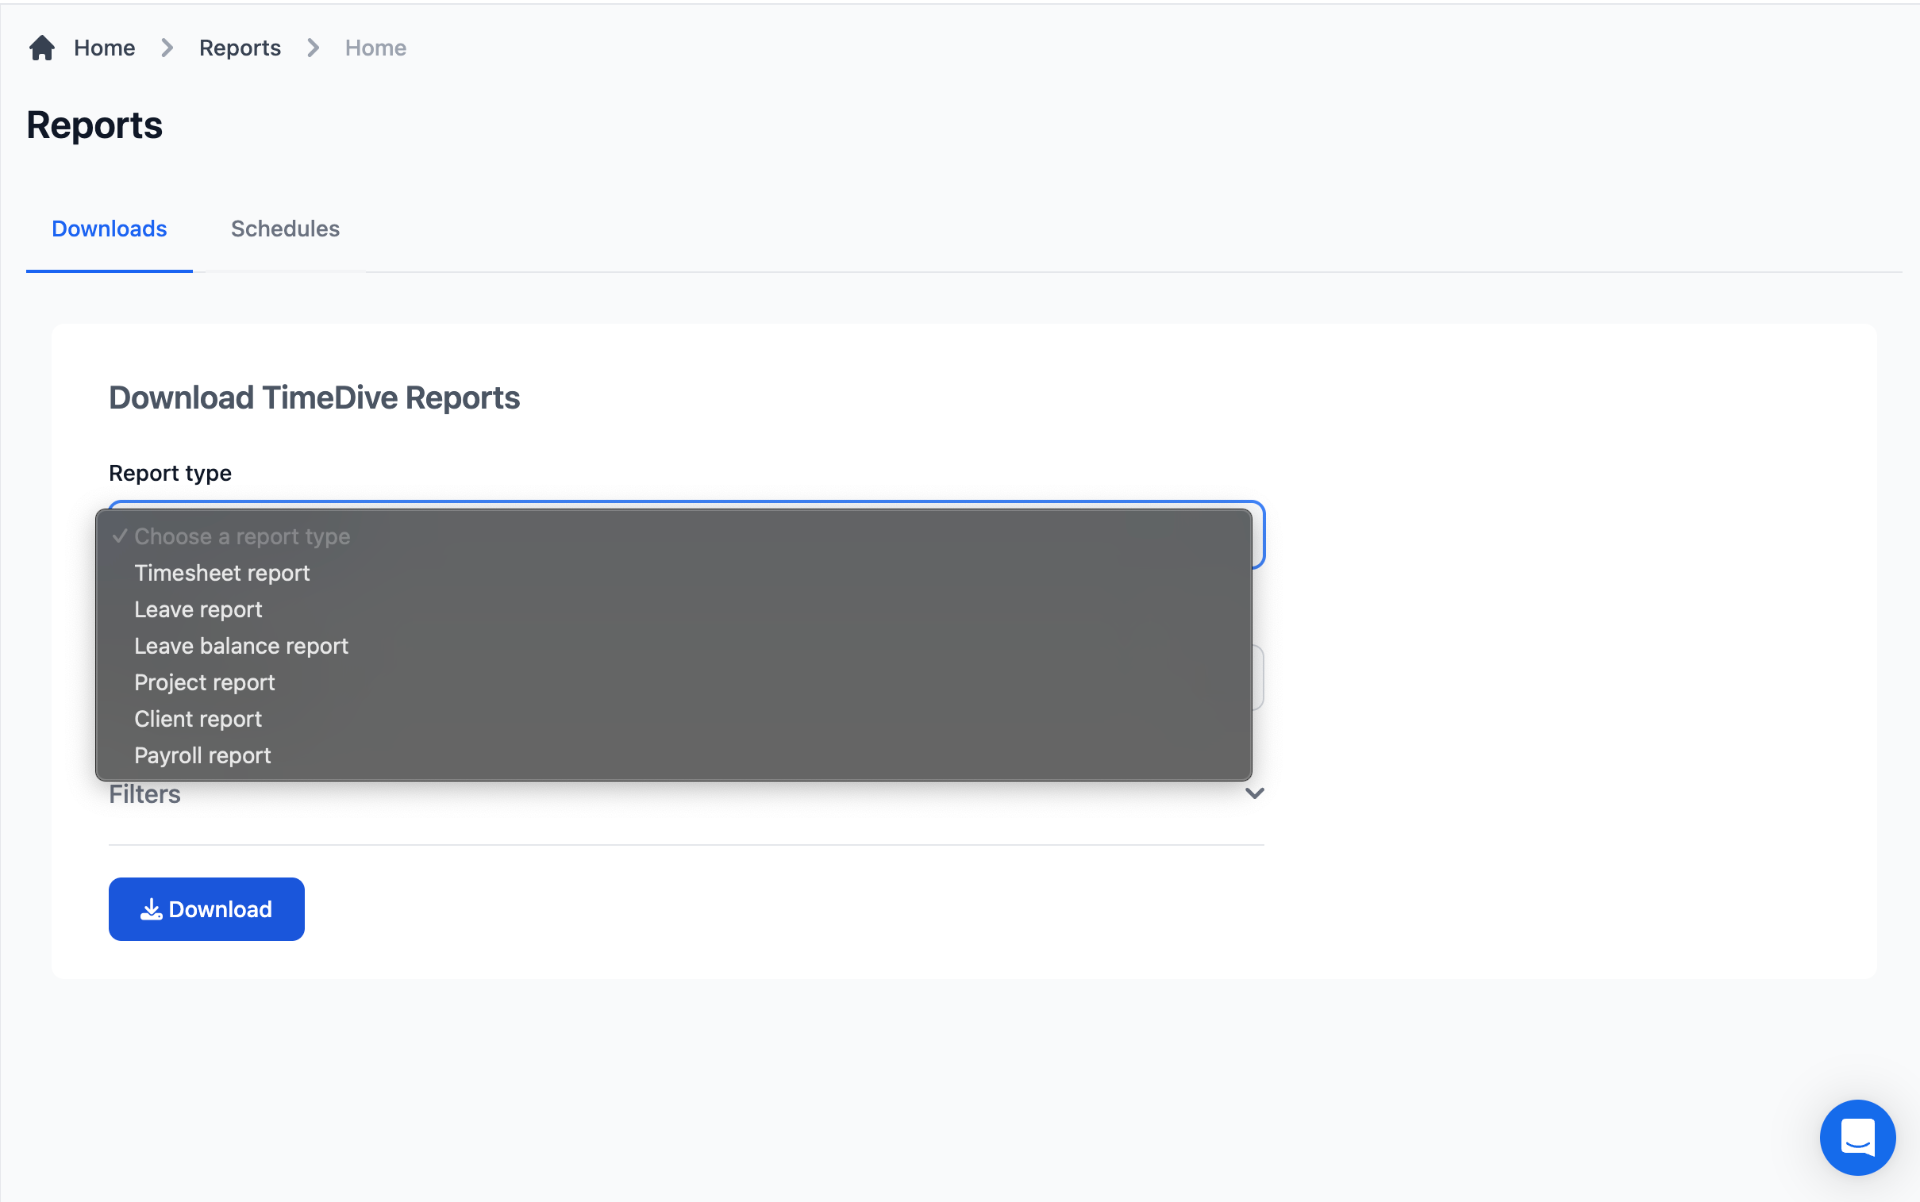 Home Reports Home
Reports
Downloads Schedules
Download TimeDive Reports
Report type
Choose a report type
Timesheet report
Leave report
Leave balance report
Project report
Client report
Payroll report
Filters
Download